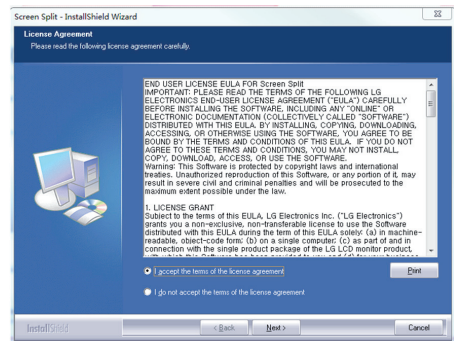 Screen Split - InstallShield Wizard
License Agreement
Please read the following license agreement carefully.
END USER LICENSE EULA FOR Screen Split
IMPORTANT: PLEASE READ THE TERMS OF THE FOLLOWING LG
ELECTRONICS END-USER LICENSE AGREEMENT ("EULA") CAREFULLY
BEFORE INSTALLING THE SOFTWARE, INCLUDING ANY "ONLINE" OR
ELECTRONIC DOCUMENTATION (COLLECTIVELY CALLED "SOFTWARE")
DISTRIBUTED WITH THIS EULA. BY INSTALLING, COPYING, DOWNLOADING,
ACCESSING, OR OTHERWISE USING THE SOFTWARE, YOU AGREE TO BE
BOUND BY THE TERMS AND CONDITIONS OF THIS EULA. IF YOU DO NOT
AGREE TO THESE TERMS AND CONDITIONS, YOU MAY NOT INSTALL,
COPY, DOWNLOAD, ACCESS, OR USE THE SOFTWARE.
Warning: This Software is protected by copyright laws and international
treaties. Unauthorized reproduction of this Software, or any portion of it, may
result in severe civil and criminal penalties and will be prosecuted to the
maximum extent possible under the law.
1. LICENSE GRANT
Subject to the terms of this EULA, LG Electronics Inc. ("LG Electronics")
grants you a non-exclusive, non-transferable license to use the Software
distributed with this EULA during the term of this EULA solely: (a) in machine-
readable, object-code form; (b) on a single computer; (c) as part of and in
connection with the single product package of the LG LCD monitor product,
I accept the terms of the license agreement
Print
I do not accept the terms of the license agreement
InstallShield
< Back
Next >
Cancel